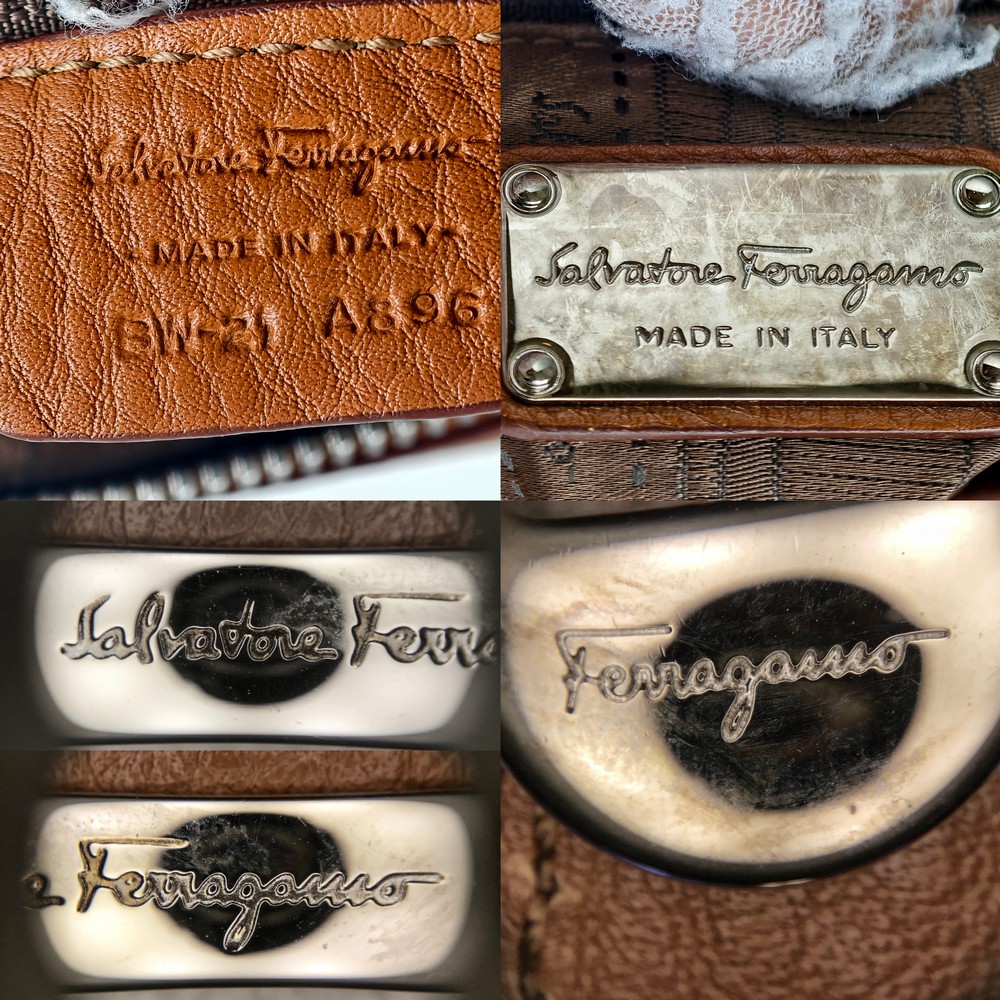 Salvatore Ferragamo
MADE IN ITALY
BW-21 A896
Salvatore Ferragamo
MADE IN ITALY
Salvatore Ferra
Ferragamo
e Ferragamo